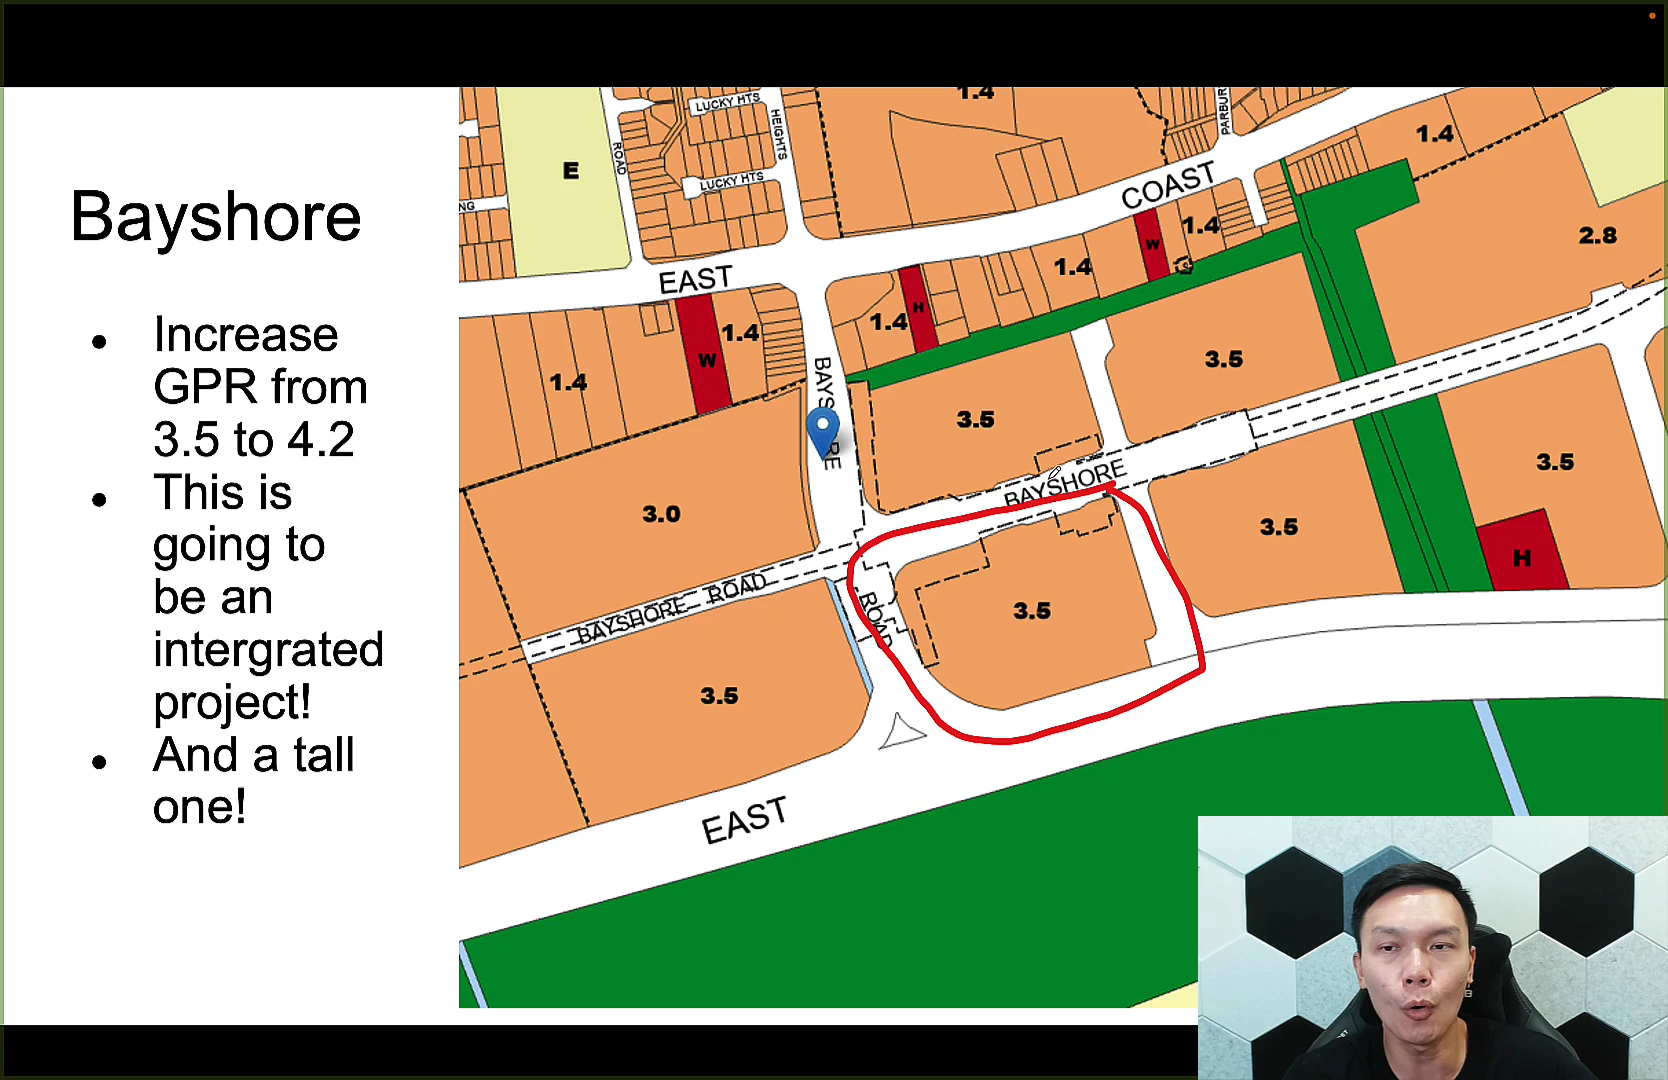 Bayshore
Increase
GPR from
3.5 to 4.2
This is
going to
be an
intergrated
project!
And a tall
one!
1.4
LUCKY HTS
HEIGHTS
PARBUR
1.4
ROAD
E
LUCKY HTS
COAST
NG
1.4
2.8
W
1.4
EAST
H
1.4
1.4
W
1.4
3.5
BAYSHORE
3.5
3.5
BAYSHORE
3.0
3.5
H
BAYSHORE ROAD
ROAD
3.5
3.5
EAST